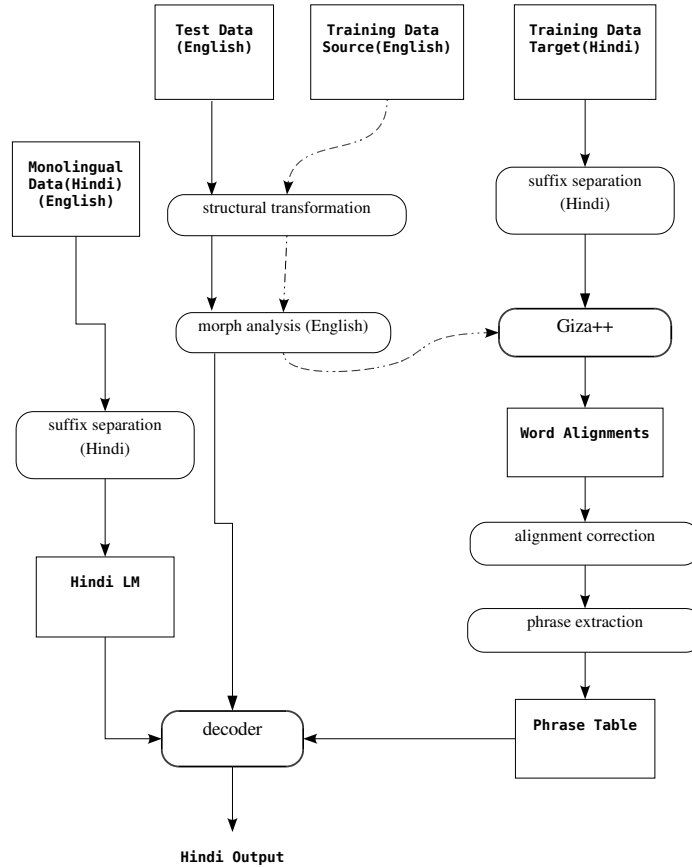 Test Data
(English)
Training Data
Source(English)
Training Data
Target(Hindi)
Monolingual
Data(Hindi)
(English)
suffix separation
(Hindi)
structural transformation
morph analysis (English)
Giza++
suffix separation
(Hindi)
Word Alignments
alignment correction
Hindi LM
phrase extraction
decoder
Phrase Table
Hindi Output